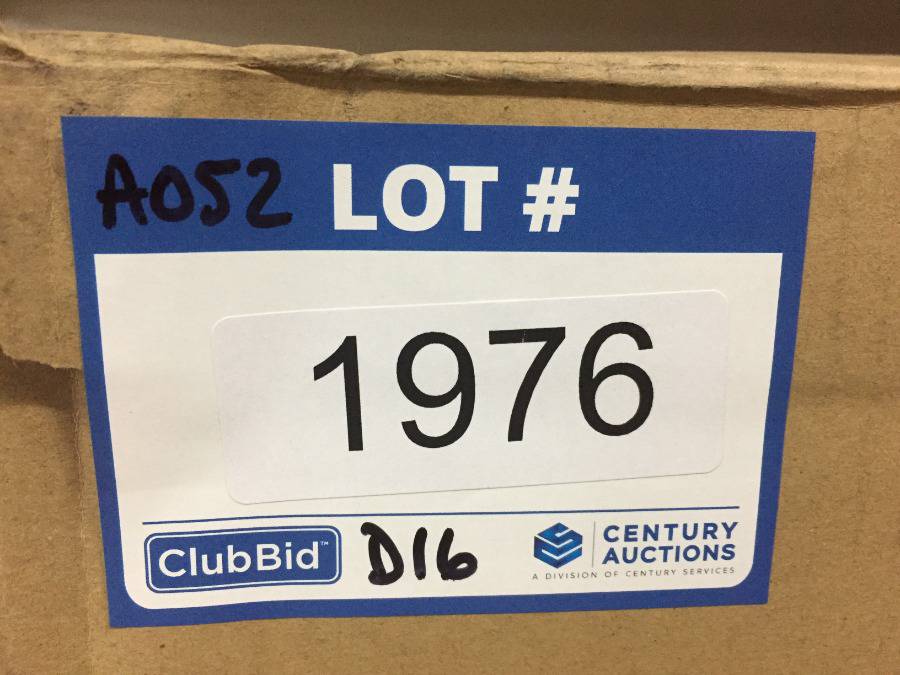 A052 LOT #
1976
ClubBid™ D16 CENTURY AUCTIONS
A DIVISION OF CENTURY SERVICES